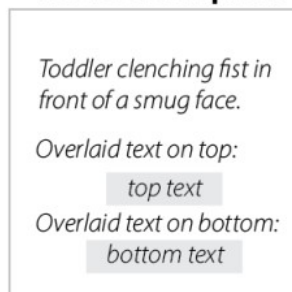 Toddler clenching fist in
front of a smug face.
Overlaid text on top:
top text
Overlaid text on bottom:
bottom text